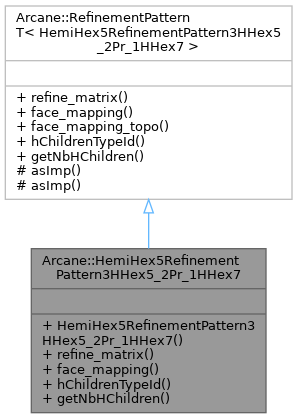 Arcane::RefinementPattern
T< HemiHex5RefinementPattern3HHex5
_2Pr_1HHex7 >
+ refine_matrix()
+ face_mapping()
+ face_mapping_topo()
+ hChildrenTypeId()
+ getNbHChildren()
# asImp()
# asImp()
Arcane::HemiHex5Refinement
Pattern3HHex5_2Pr_1HHex7
+ HemiHex5RefinementPattern3
HHex5_2Pr_1HHex7()
+ refine_matrix()
+ face_mapping()
+ hChildrenTypeId()
+ getNbHChildren()